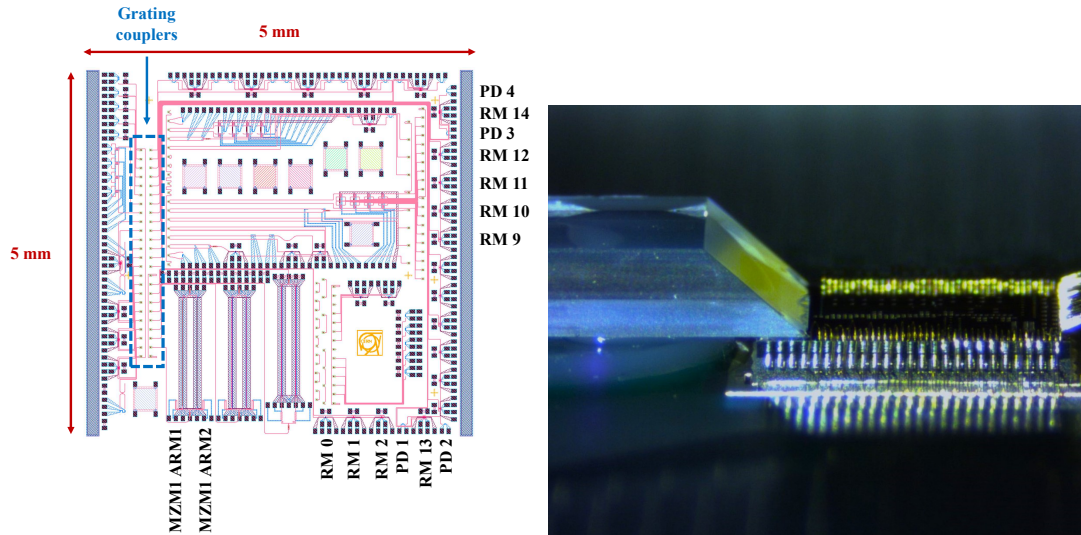 Grating
couplers
5 mm
5 mm
PD 4
RM 14
PD 3
RM 12
RM 11
RM 10
RM 9
MZM1 ARM1
MZM1 ARM2
RM 0
RM 1
RM 2
PD 1
RM 13
PD 2